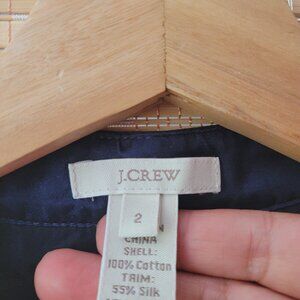 J.CREW
2
CHINA
SHELL:
100% Cotton
TRIM:
55% Silk